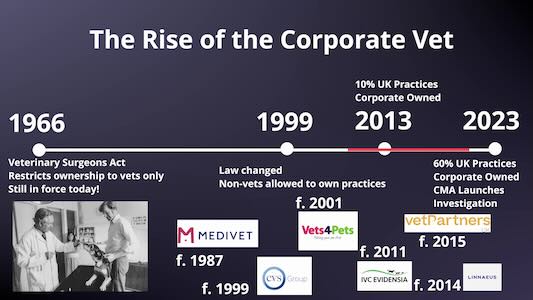 The Rise of the Corporate Vet
10% UK Practices
Corporate Owned
1966
1999
2013
2023
Veterinary Surgeons Act
Restricts ownership to vets only
Still in force today!
Law changed
Non-vets allowed to own practices
60% UK Practices
Corporate Owned
CMA Launches
Investigation
f. 2001
MEDIVET
f. 1987
Vets4Pets
vetPartners
f. 2015
f. 2011
f. 1999
CVS Group
IVC EVIDENSIA
f. 2014
LINNAEUS